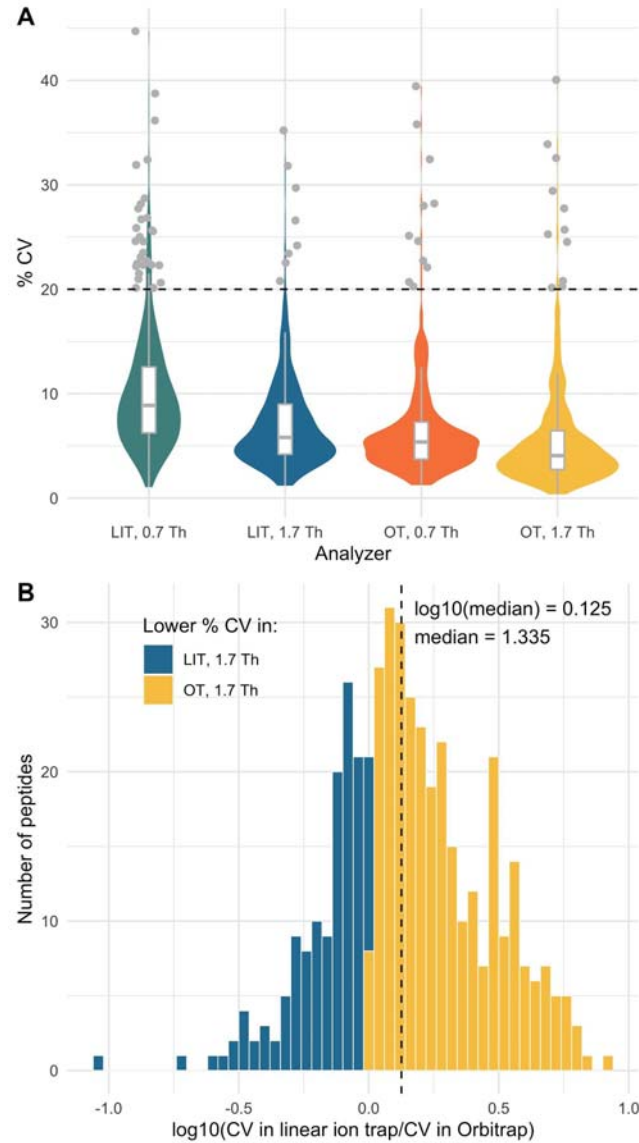 A
% CV
40
30
20
10
0
LIT, 0.7 Th
LIT, 1.7 Th
OT, 0.7 Th
OT, 1.7 Th
Analyzer
B
Number of peptides
30
20
10
0
Lower % CV in:
LIT, 1.7 Th
OT, 1.7 Th
log10(median) = 0.125
median = 1.335
-1.0
-0.5
0.0
0.5
1.0
log10(CV in linear ion trap/CV in Orbitrap)